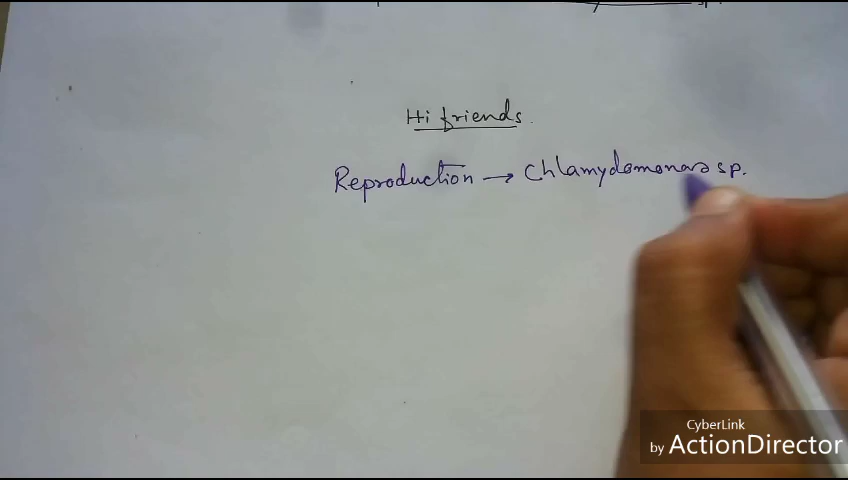 Hi friends.
Reproduction → Chlamydomonas sp.
CyberLink
by ActionDirector